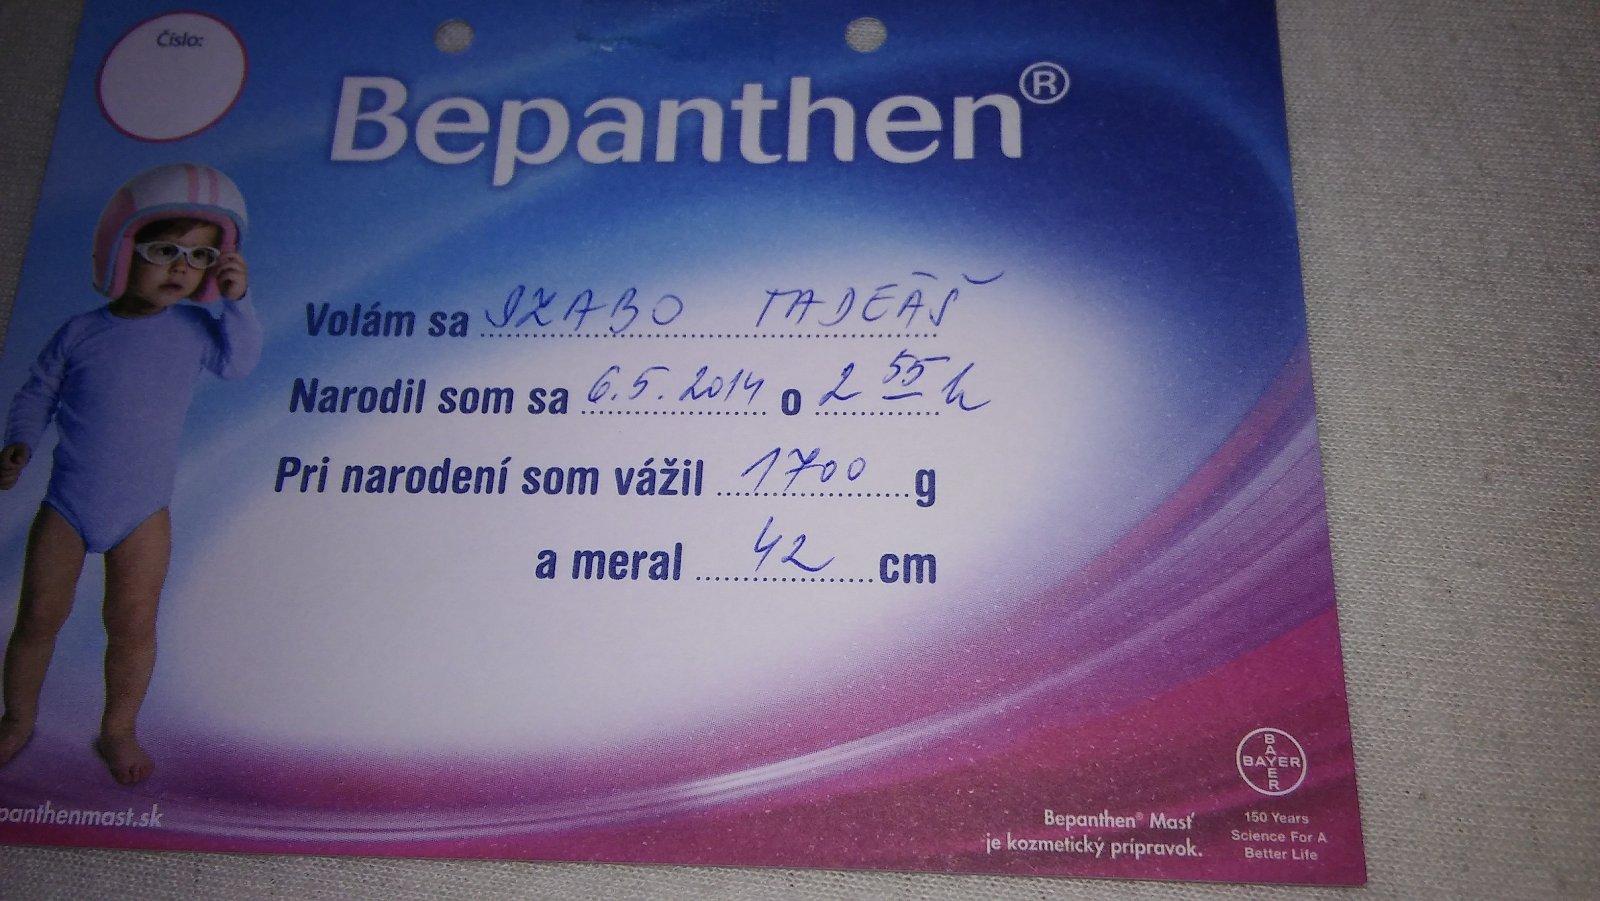 Číslo:
Bepanthen®
Volám sa SZABO TADEÁŠ
Narodil som sa 6.5.2014 o 2 55 h
Pri narodení som vážil 1700 g
a meral 42 cm
panthenmast.sk
Bepanthen® Masť
je kozmetický prípravok.
BAYER
BAYER
150 Years
Science For A
Better Life